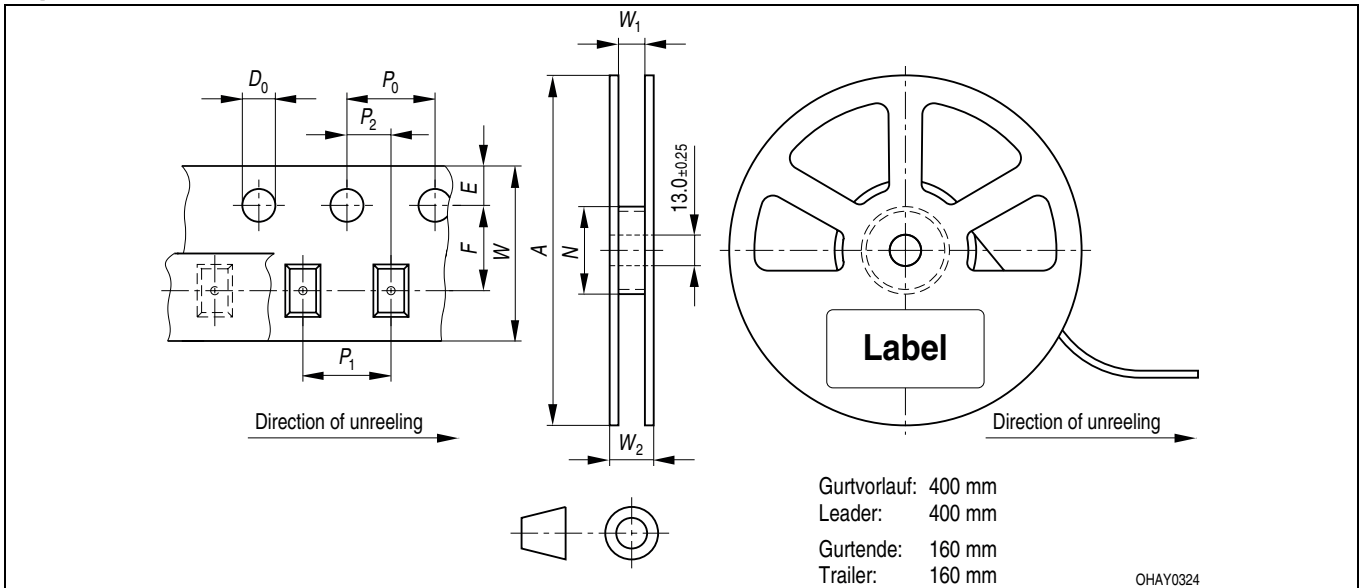 W1
D0
P0
P2
E
F
W
A
N
13.0±0.25
P1
W2
Label
Direction of unreeling
Direction of unreeling
Gurtvorlauf: 400 mm
Leader: 400 mm
Gurtende: 160 mm
Trailer: 160 mm
OHAY0324